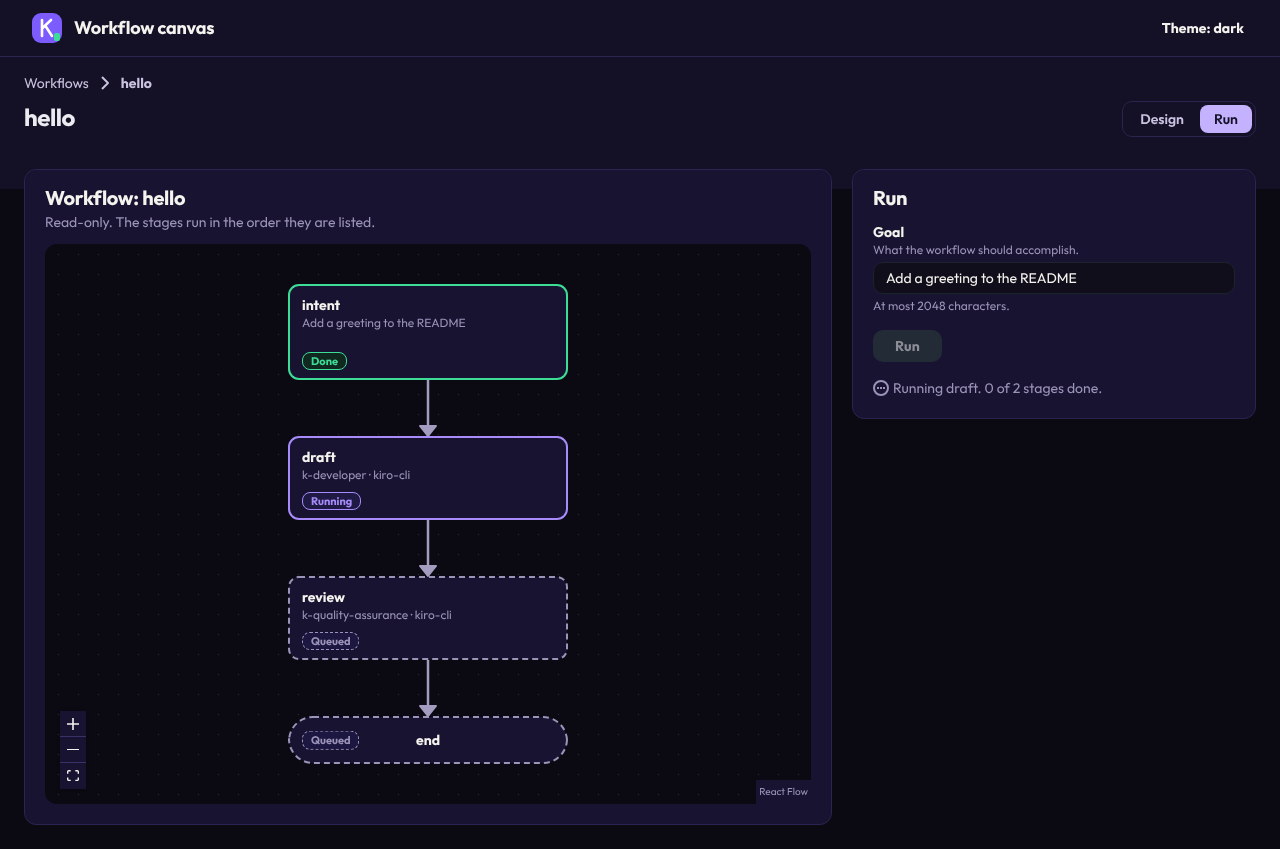 K
Workflow canvas
Theme: dark
Workflows
hello
hello
Design
Run
Workflow: hello
Read-only. The stages run in the order they are listed.
intent
Add a greeting to the README
Done
draft
k-developer · kiro-cli
Running
review
k-quality-assurance · kiro-cli
Queued
Queued
end
React Flow
Run
Goal
What the workflow should accomplish.
Add a greeting to the README
At most 2048 characters.
Run
Running draft. 0 of 2 stages done.